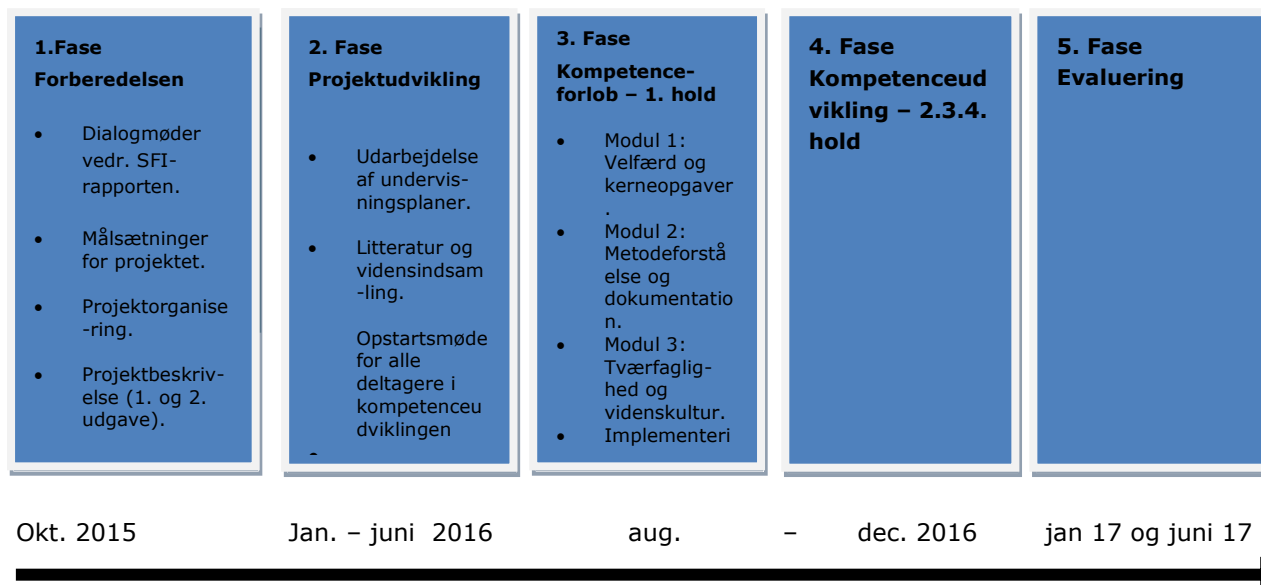 1.Fase
Forberedelsen
• Dialogmøder
vedr. SFI-
rapporten.
• Målsætninger
for projektet.
• Projektorganise
-ring.
• Projektbeskriv-
else (1. og 2.
udgave).
2. Fase
Projektudvikling
• Udarbejdelse
af undervis-
ningsplaner.
• Litteratur og
vidensindsam
-ling.
Opstartsmøde
for alle
deltagere i
kompetenceu
dviklingen
3. Fase
Kompetence-
forlob – 1. hold
• Modul 1:
Velfærd og
kerneopgaver
.
• Modul 2:
Metodeforstå
else og
dokumentatio
n.
• Modul 3:
Tværfaglig-
hed og
videnskultur.
• Implementeri
4. Fase
Kompetenceud
vikling – 2.3.4.
hold
5. Fase
Evaluering
Okt. 2015 Jan. – juni 2016 aug. – dec. 2016 jan 17 og juni 17